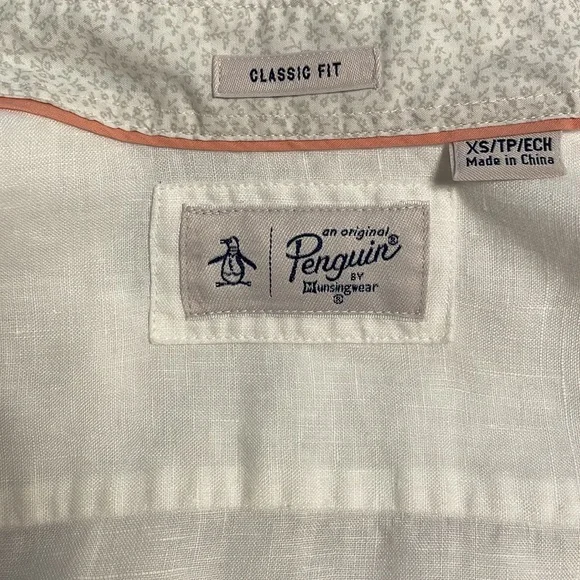 CLASSIC FIT
XS/TP/ECH
Made in China
an original
Penguin®
BY
Munsingwear
®